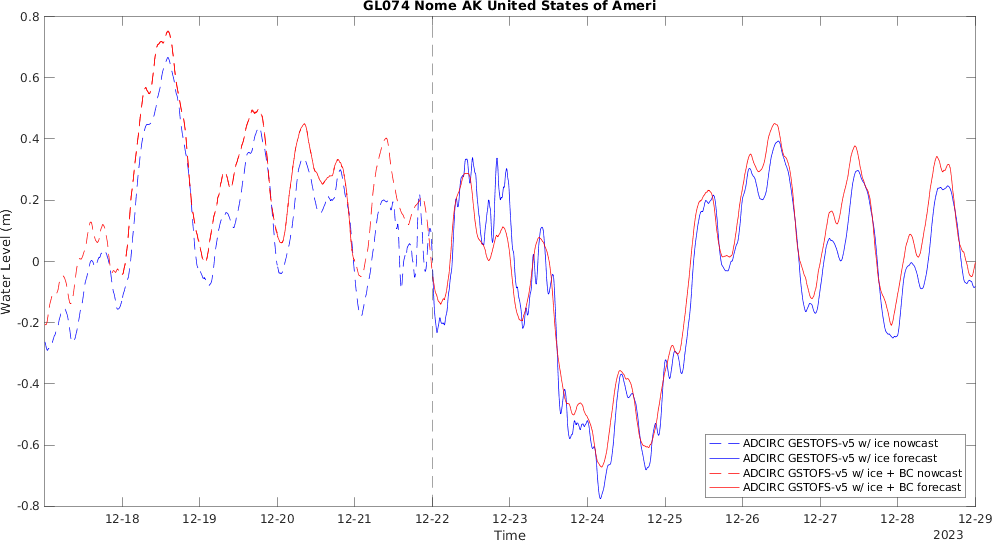 GL074 Nome AK United States of Ameri
0.8
0.6
0.4
0.2
0
-0.2
-0.4
-0.6
-0.8
Water Level (m)
ADCIRC GESTOFS-v5 w/ ice nowcast
ADCIRC GESTOFS-v5 w/ ice forecast
ADCIRC GSTOFS-v5 w/ ice + BC nowcast
ADCIRC GSTOFS-v5 w/ ice + BC forecast
12-18 12-19 12-20 12-21 12-22 12-23 12-24 12-25 12-26 12-27 12-28 12-29
Time
2023